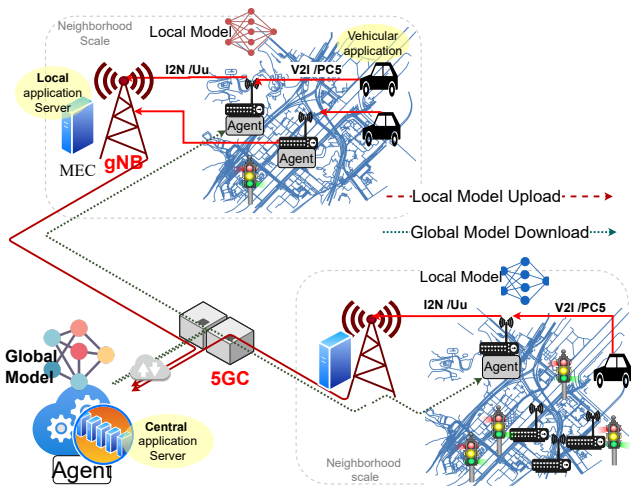 Neighborhood
Scale
Local Model
Vehicular
application
I2N /Uu
V2I /PC5
Local
application
Server
MEC
gNB
Agent
Agent
Local Model Upload
Global Model Download
Neighborhood
scale
Local Model
I2N /Uu
V2I /PC5
Agent
5GC
Global
Model
Central
application
Server
Agent